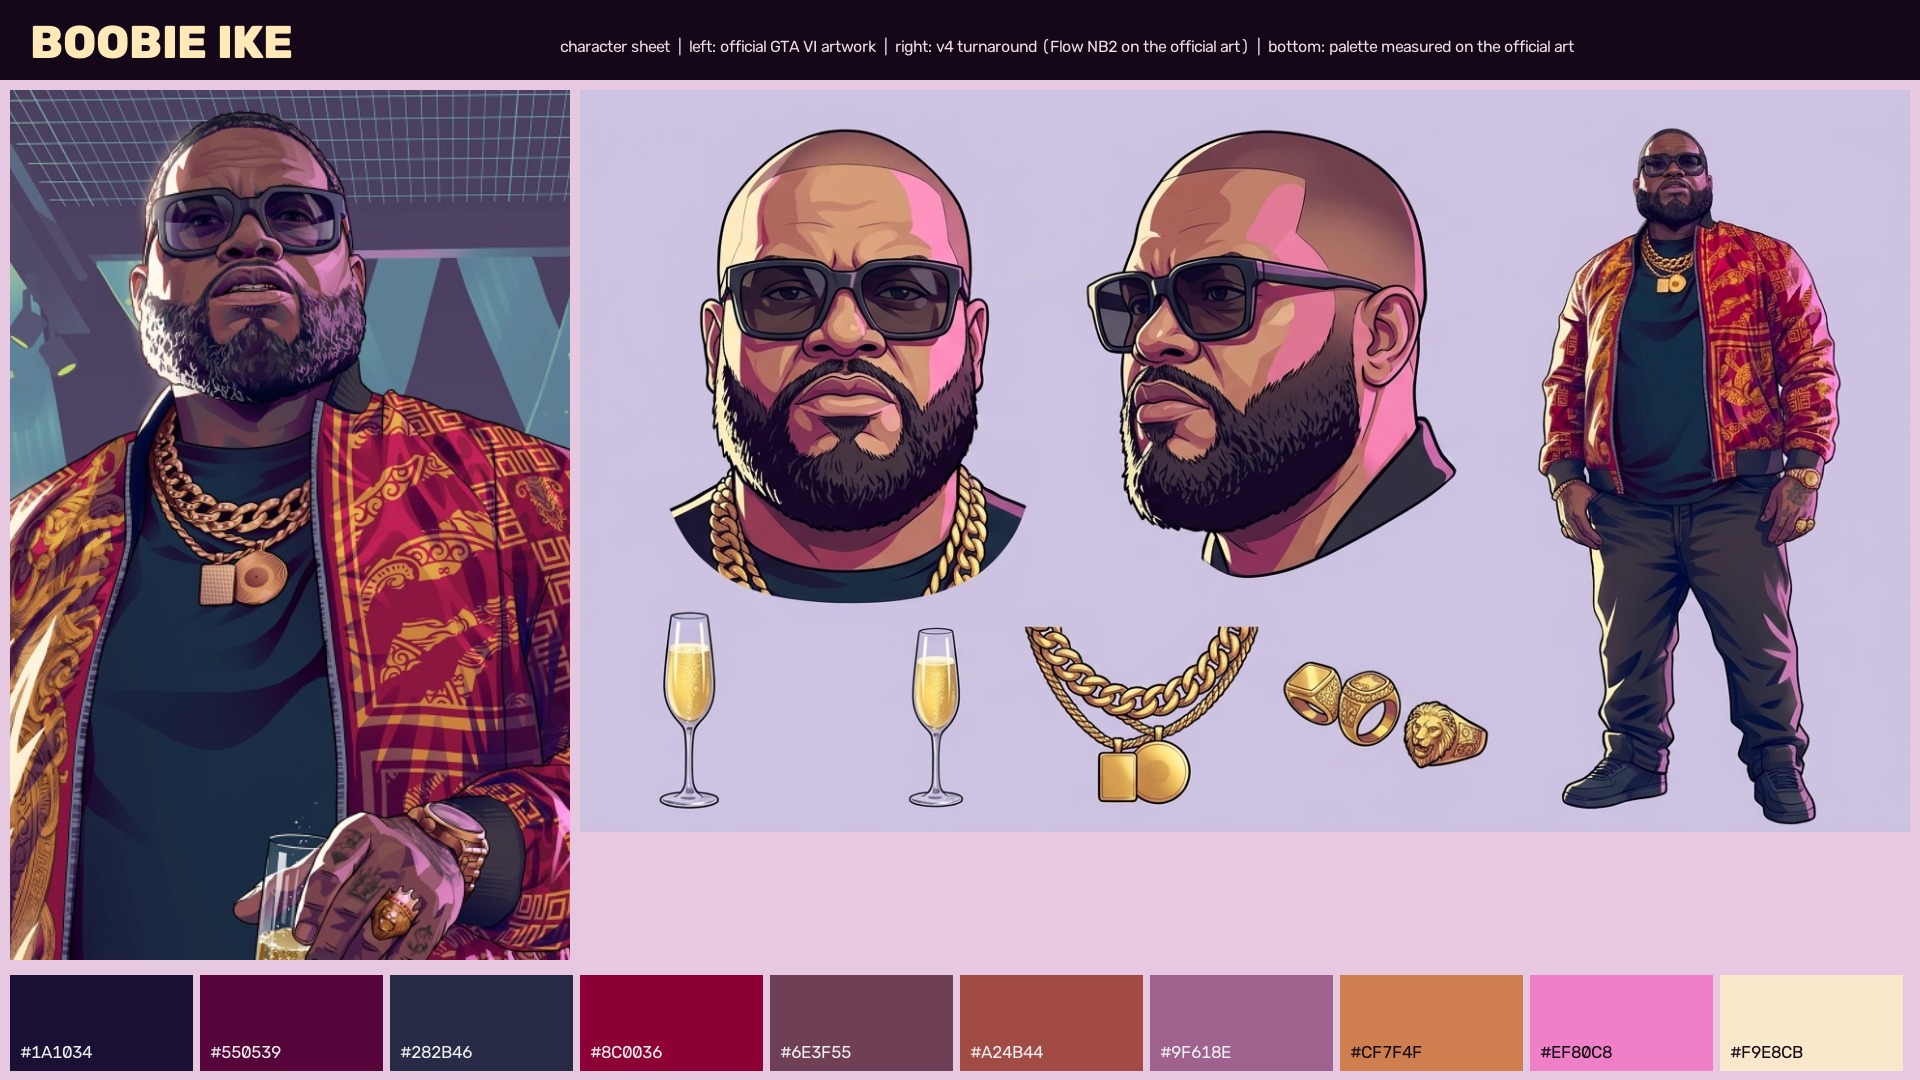 BOOBIE IKE
character sheet | left: official GTA VI artwork | right: v4 turnaround (Flow NB2 on the official art) | bottom: palette measured on the official art
#1A1034
#550539
#282B46
#8C0036
#6E3F55
#A24B44
#9F618E
#CF7F4F
#EF80C8
#F9E8CB